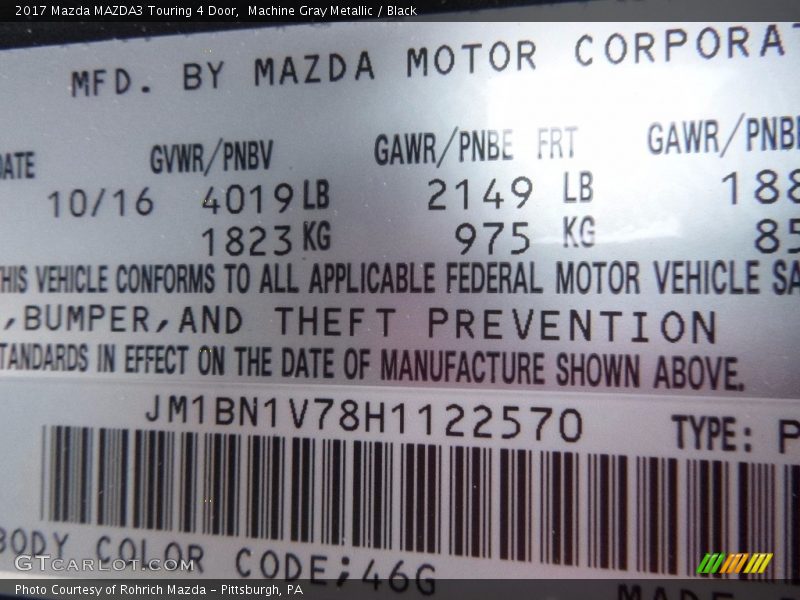 2017 Mazda MAZDA3 Touring 4 Door, Machine Gray Metallic / Black
MFD. BY MAZDA MOTOR CORPORAT
DATE GVWR/PNBV GAWR/PNBE FRT GAWR/PNBE
10/16 4019 LB 2149 LB 188
1823 KG 975 KG 85
THIS VEHICLE CONFORMS TO ALL APPLICABLE FEDERAL MOTOR VEHICLE SA
,BUMPER,AND THEFT PREVENTION
TANDARDS IN EFFECT ON THE DATE OF MANUFACTURE SHOWN ABOVE.
JM1BN1V78H1122570 TYPE: P
BODY COLOR CODE;46G
GTCarLot.com
Photo Courtesy of Rohrich Mazda - Pittsburgh, PA